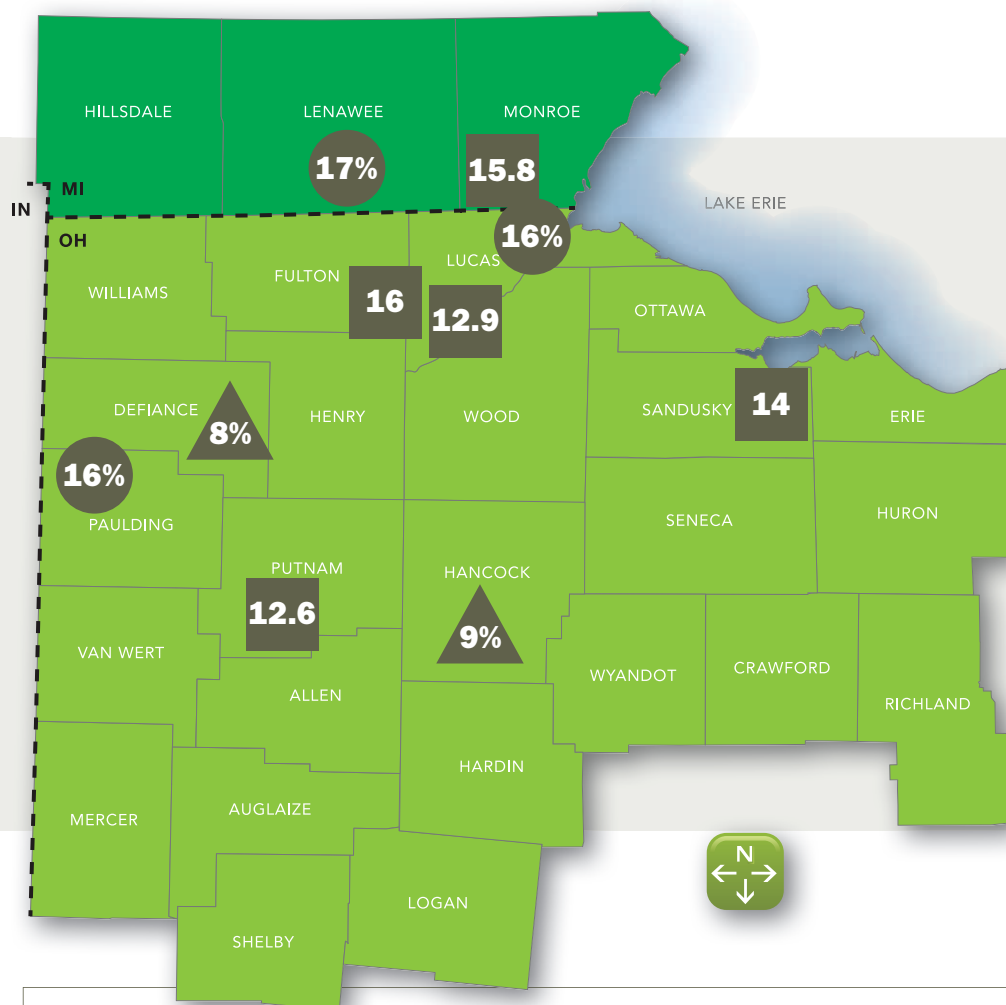 HILLSDALE
LENAWEE
MONROE
17%
15.8
MI
IN
LAKE ERIE
OH
16%
LUCAS
FULTON
WILLIAMS
16
12.9
OTTAWA
DEFIANCE
8%
HENRY
WOOD
SANDUSKY
14
ERIE
16%
PAULDING
SENECA
HURON
PUTNAM
HANCOCK
12.6
9%
VAN WERT
WYANDOT
CRAWFORD
ALLEN
RICHLAND
HARDIN
MERCER
AUGLAIZE
N
LOGAN
SHELBY